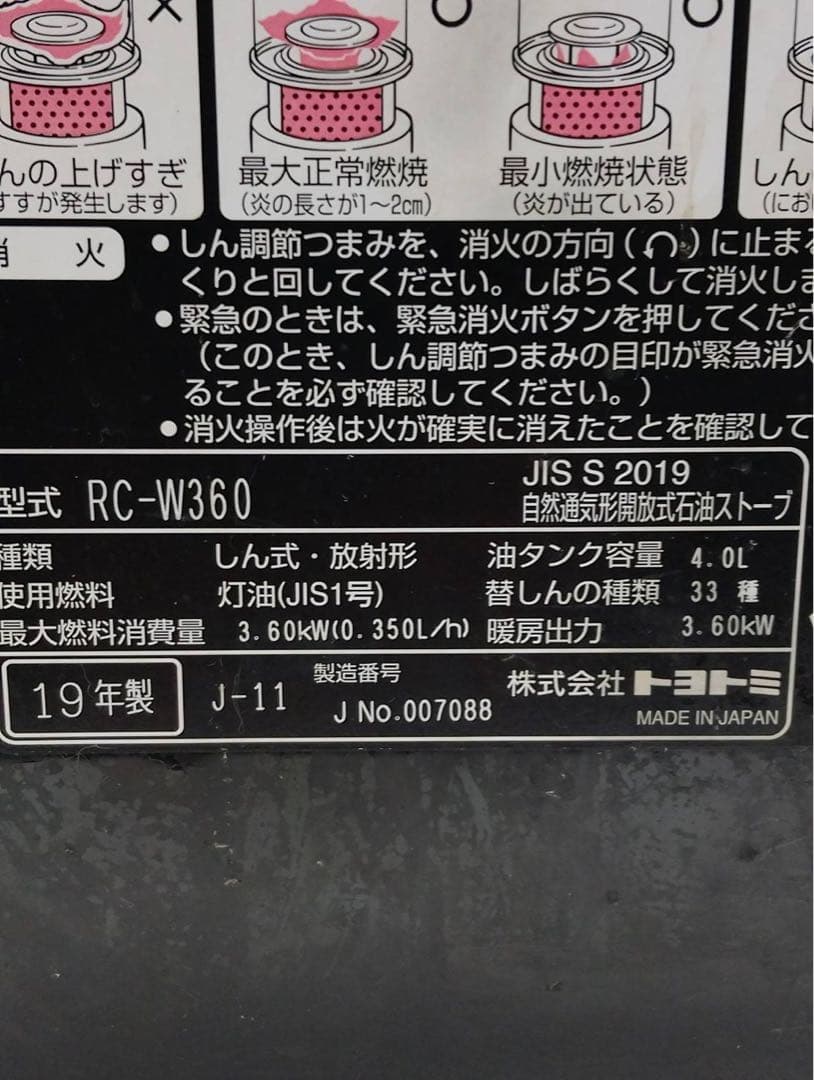 んの上げすぎ
すすが発生します)
最大正常燃焼
(炎の長さが1〜2cm)
最小燃焼状態
(炎が出ている)
しん
(にお
消 火
●しん調節つまみを、消火の方向( )に止まる
くりと回してください。しばらくして消火しま
●緊急のときは、緊急消火ボタンを押してくださ
(このとき、しん調節つまみの目印が緊急消火
ることを必ず確認してください。)
●消火操作後は火が確実に消えたことを確認して
型式 RC-W360
JIS S 2019
自然通気形開放式石油ストーブ
種類 しん式・放射形 油タンク容量 4.0L
使用燃料 灯油(JIS1号) 替しんの種類 33 種
最大燃料消費量 3.60kW(0.350L/h) 暖房出力 3.60kW
19年製 J-11 製造番号
J No.007088
株式会社トヨトミ
MADE IN JAPAN